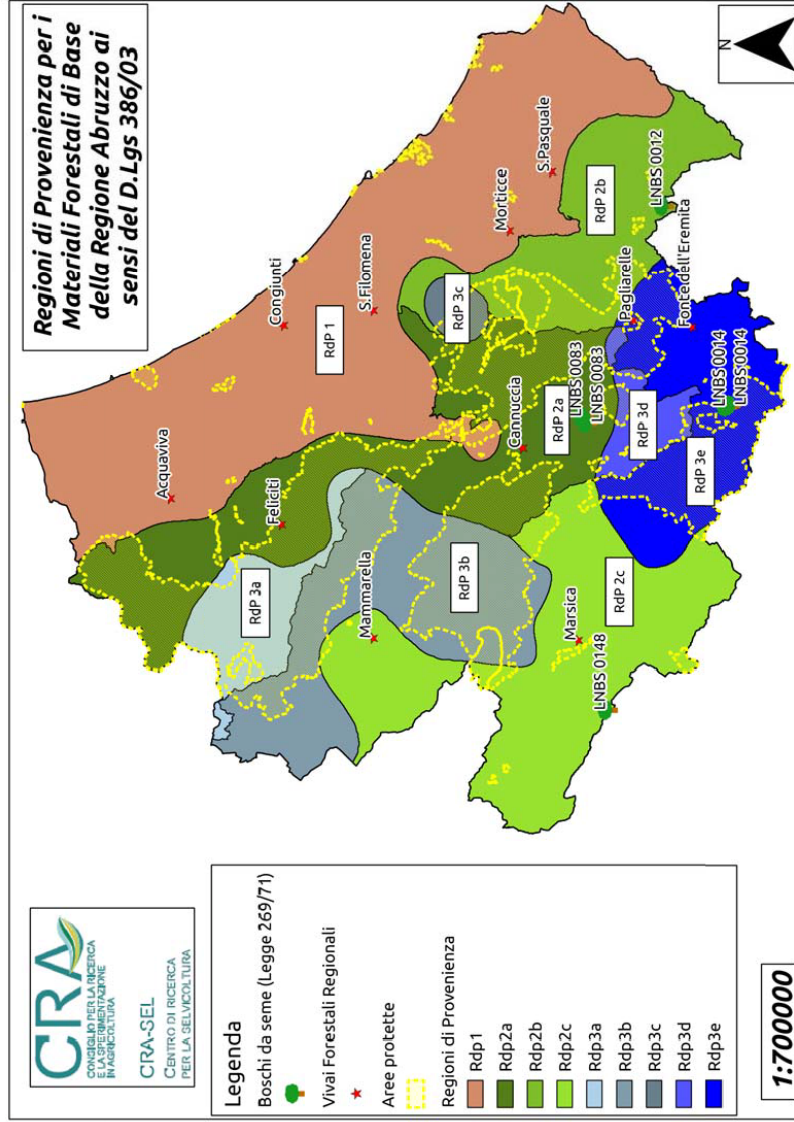 CRA
CONSIGLIO PER LA RICERCA
E LA SPERIMENTAZIONE
IN AGRICOLTURA
CRA-SEL
CENTRO DI RICERCA
PER LA SELVICOLTURA
Regioni di Provenienza per i
Materiali Forestali di Base
della Regione Abruzzo ai
sensi del D.Lgs 386/03
Legenda
Boschi da seme (Legge 269/71)
Vivai Forestali Regionali
Aree protette
Regioni di Provenienza
Rdp1
Rdp2a
Rdp2b
Rdp2c
Rdp3a
Rdp3b
Rdp3c
Rdp3d
Rdp3e
1:700000
Acquaviva
Congiunti
Feliciti
RdP 3a
RdP 1
S.Filomena
Mammarella
RdP 3b
RdP 3c
Morticce
Cannuccia
S.Pasquale
RdP 2a
Marsica
LNBS 0083
LNBS 0083
RdP 2b
LNBS 0148
RdP 2c
RdP 3d
Pagliarelle
LNBS 0012
RdP 3e
Fonte dell'Eremita
LNBS 0014
LNBS 0014
N